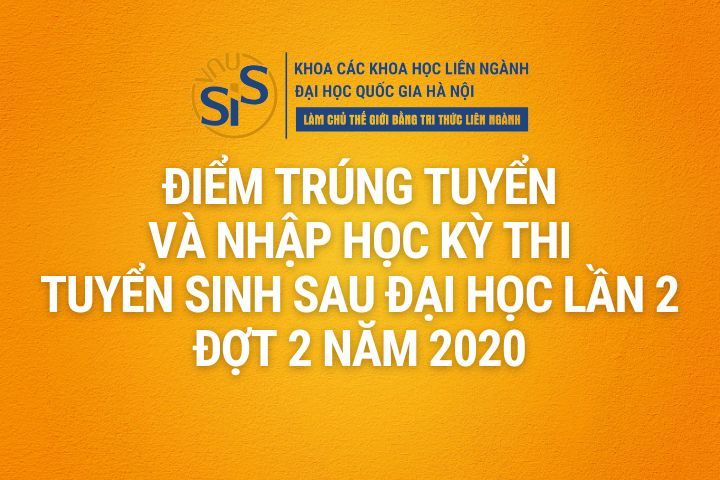 VNU
SiS
KHOA CÁC KHOA HỌC LIÊN NGÀNH
ĐẠI HỌC QUỐC GIA HÀ NỘI
LÀM CHỦ THẾ GIỚI BẰNG TRI THỨC LIÊN NGÀNH
ĐIỂM TRÚNG TUYỂN
VÀ NHẬP HỌC KỲ THI
TUYỂN SINH SAU ĐẠI HỌC LẦN 2
ĐỢT 2 NĂM 2020